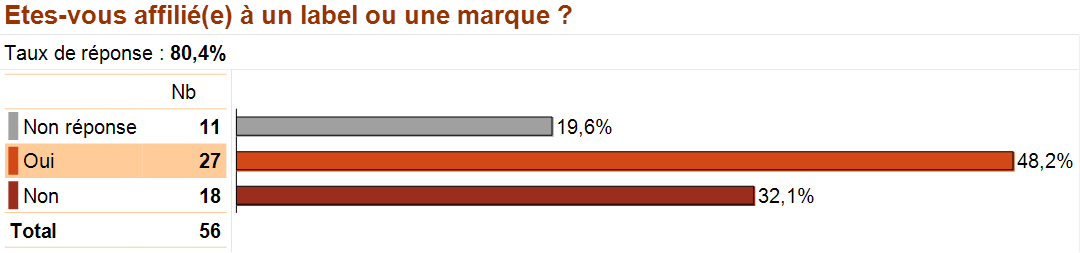 Etes-vous affilié(e) à un label ou une marque ?
Taux de réponse : 80,4%
Nb
Non réponse 11 19,6%
Oui 27 48,2%
Non 18 32,1%
Total 56